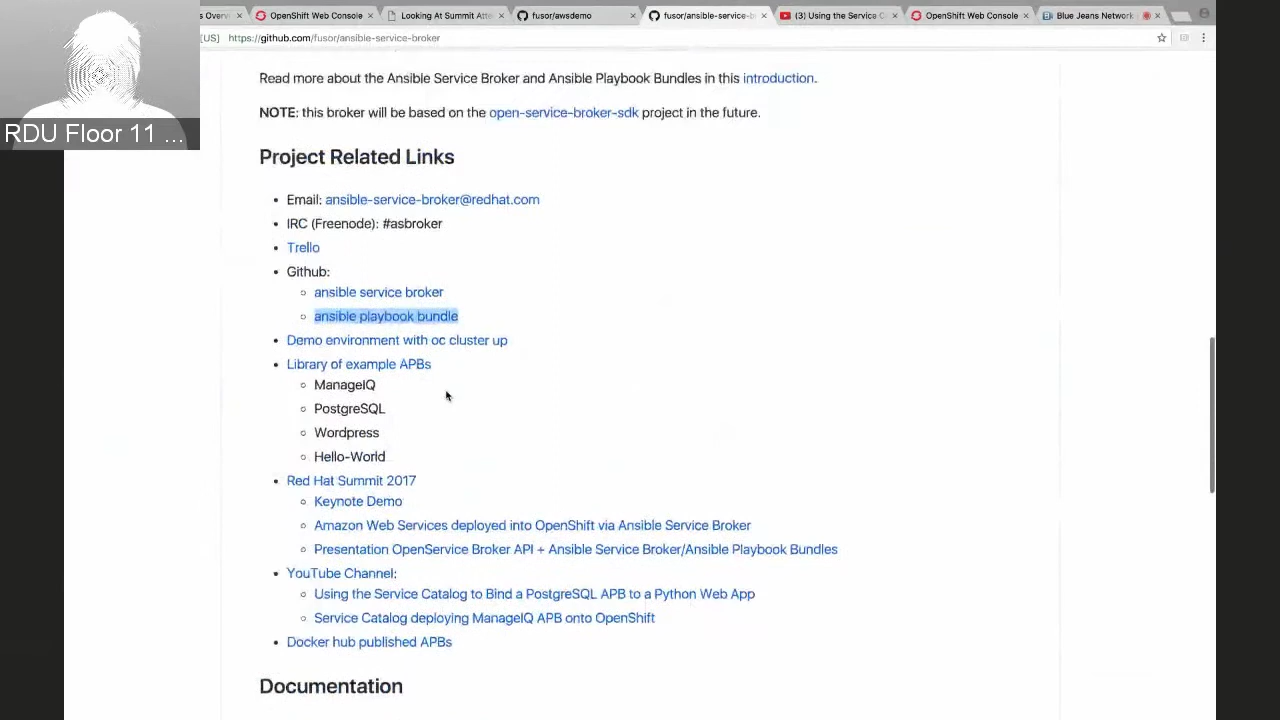 s Overvi
OpenShift Web Console
Looking At Summit Atte
fusor/awsdemo
fusor/ansible-service-b
(3) Using the Service C
OpenShift Web Console
Blue Jeans Network
[US] https://github.com/fusor/ansible-service-broker
Read more about the Ansible Service Broker and Ansible Playbook Bundles in this introduction.
RDU Floor 11 ...
NOTE: this broker will be based on the open-service-broker-sdk project in the future.
Project Related Links
Email: ansible-service-broker@redhat.com
IRC (Freenode): #asbroker
Trello
Github:
ansible service broker
ansible playbook bundle
Demo environment with oc cluster up
Library of example APBs
ManageIQ
PostgreSQL
Wordpress
Hello-World
Red Hat Summit 2017
Keynote Demo
Amazon Web Services deployed into OpenShift via Ansible Service Broker
Presentation OpenService Broker API + Ansible Service Broker/Ansible Playbook Bundles
YouTube Channel:
Using the Service Catalog to Bind a PostgreSQL APB to a Python Web App
Service Catalog deploying ManageIQ APB onto OpenShift
Docker hub published APBs
Documentation